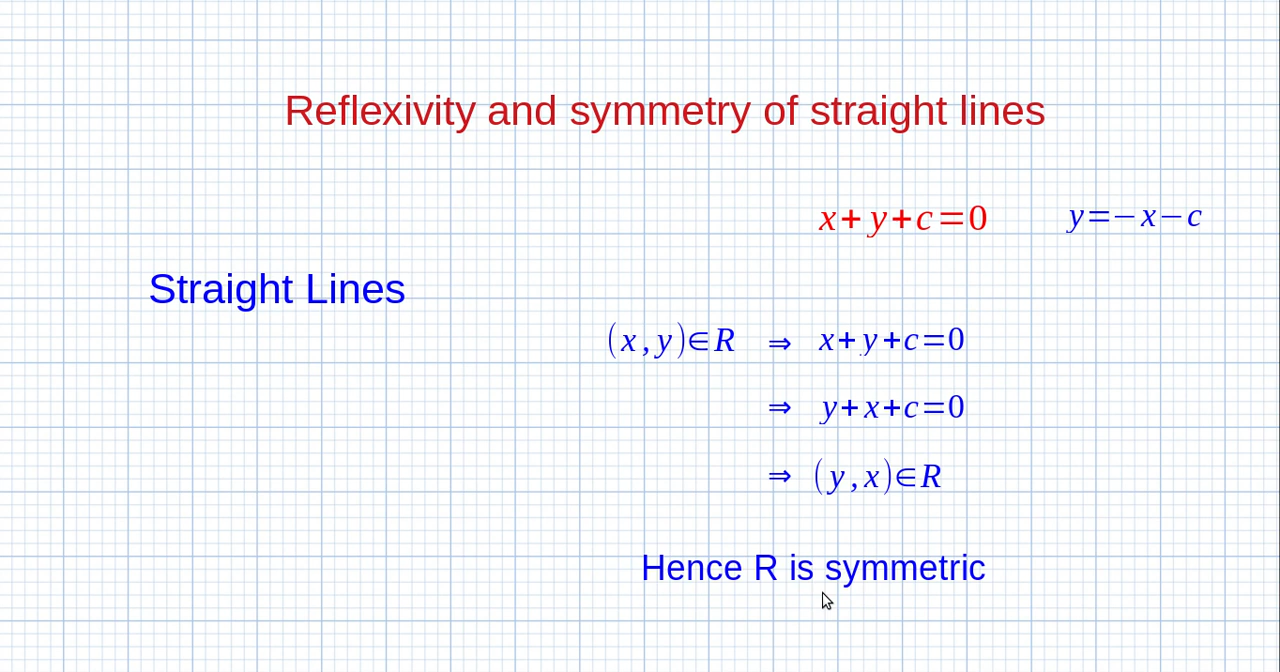 Reflexivity and symmetry of straight lines
x+y+c=0 y=−x−c
Straight Lines
(x,y)∈R ⇒ x+y+c=0
⇒ y+x+c=0
⇒ (y,x)∈R
Hence R is symmetric